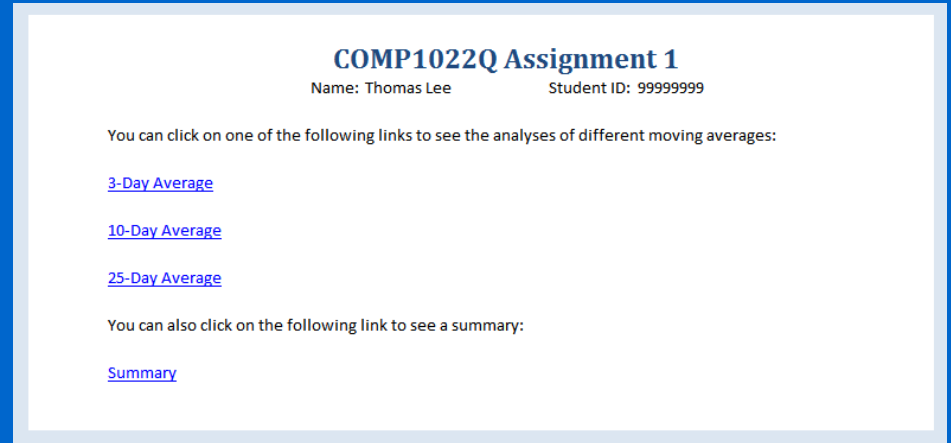 COMP1022Q Assignment 1
Name: Thomas Lee Student ID: 99999999
You can click on one of the following links to see the analyses of different moving averages:
3-Day Average
10-Day Average
25-Day Average
You can also click on the following link to see a summary:
Summary